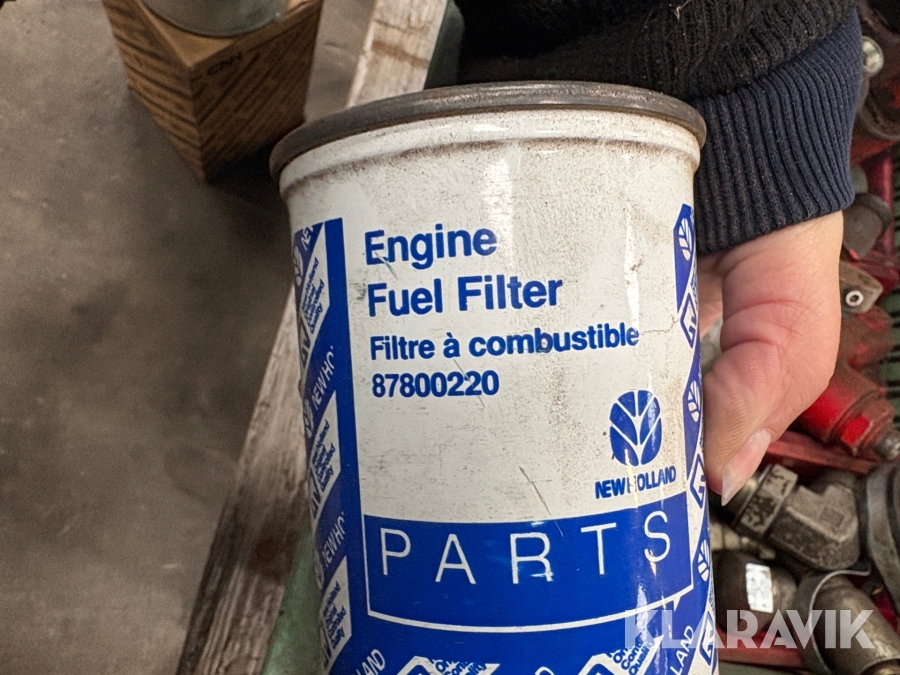 Engine
Fuel Filter
Filtre à combustible
87800220
NEW HOLLAND
PARTS
KLARAVIK